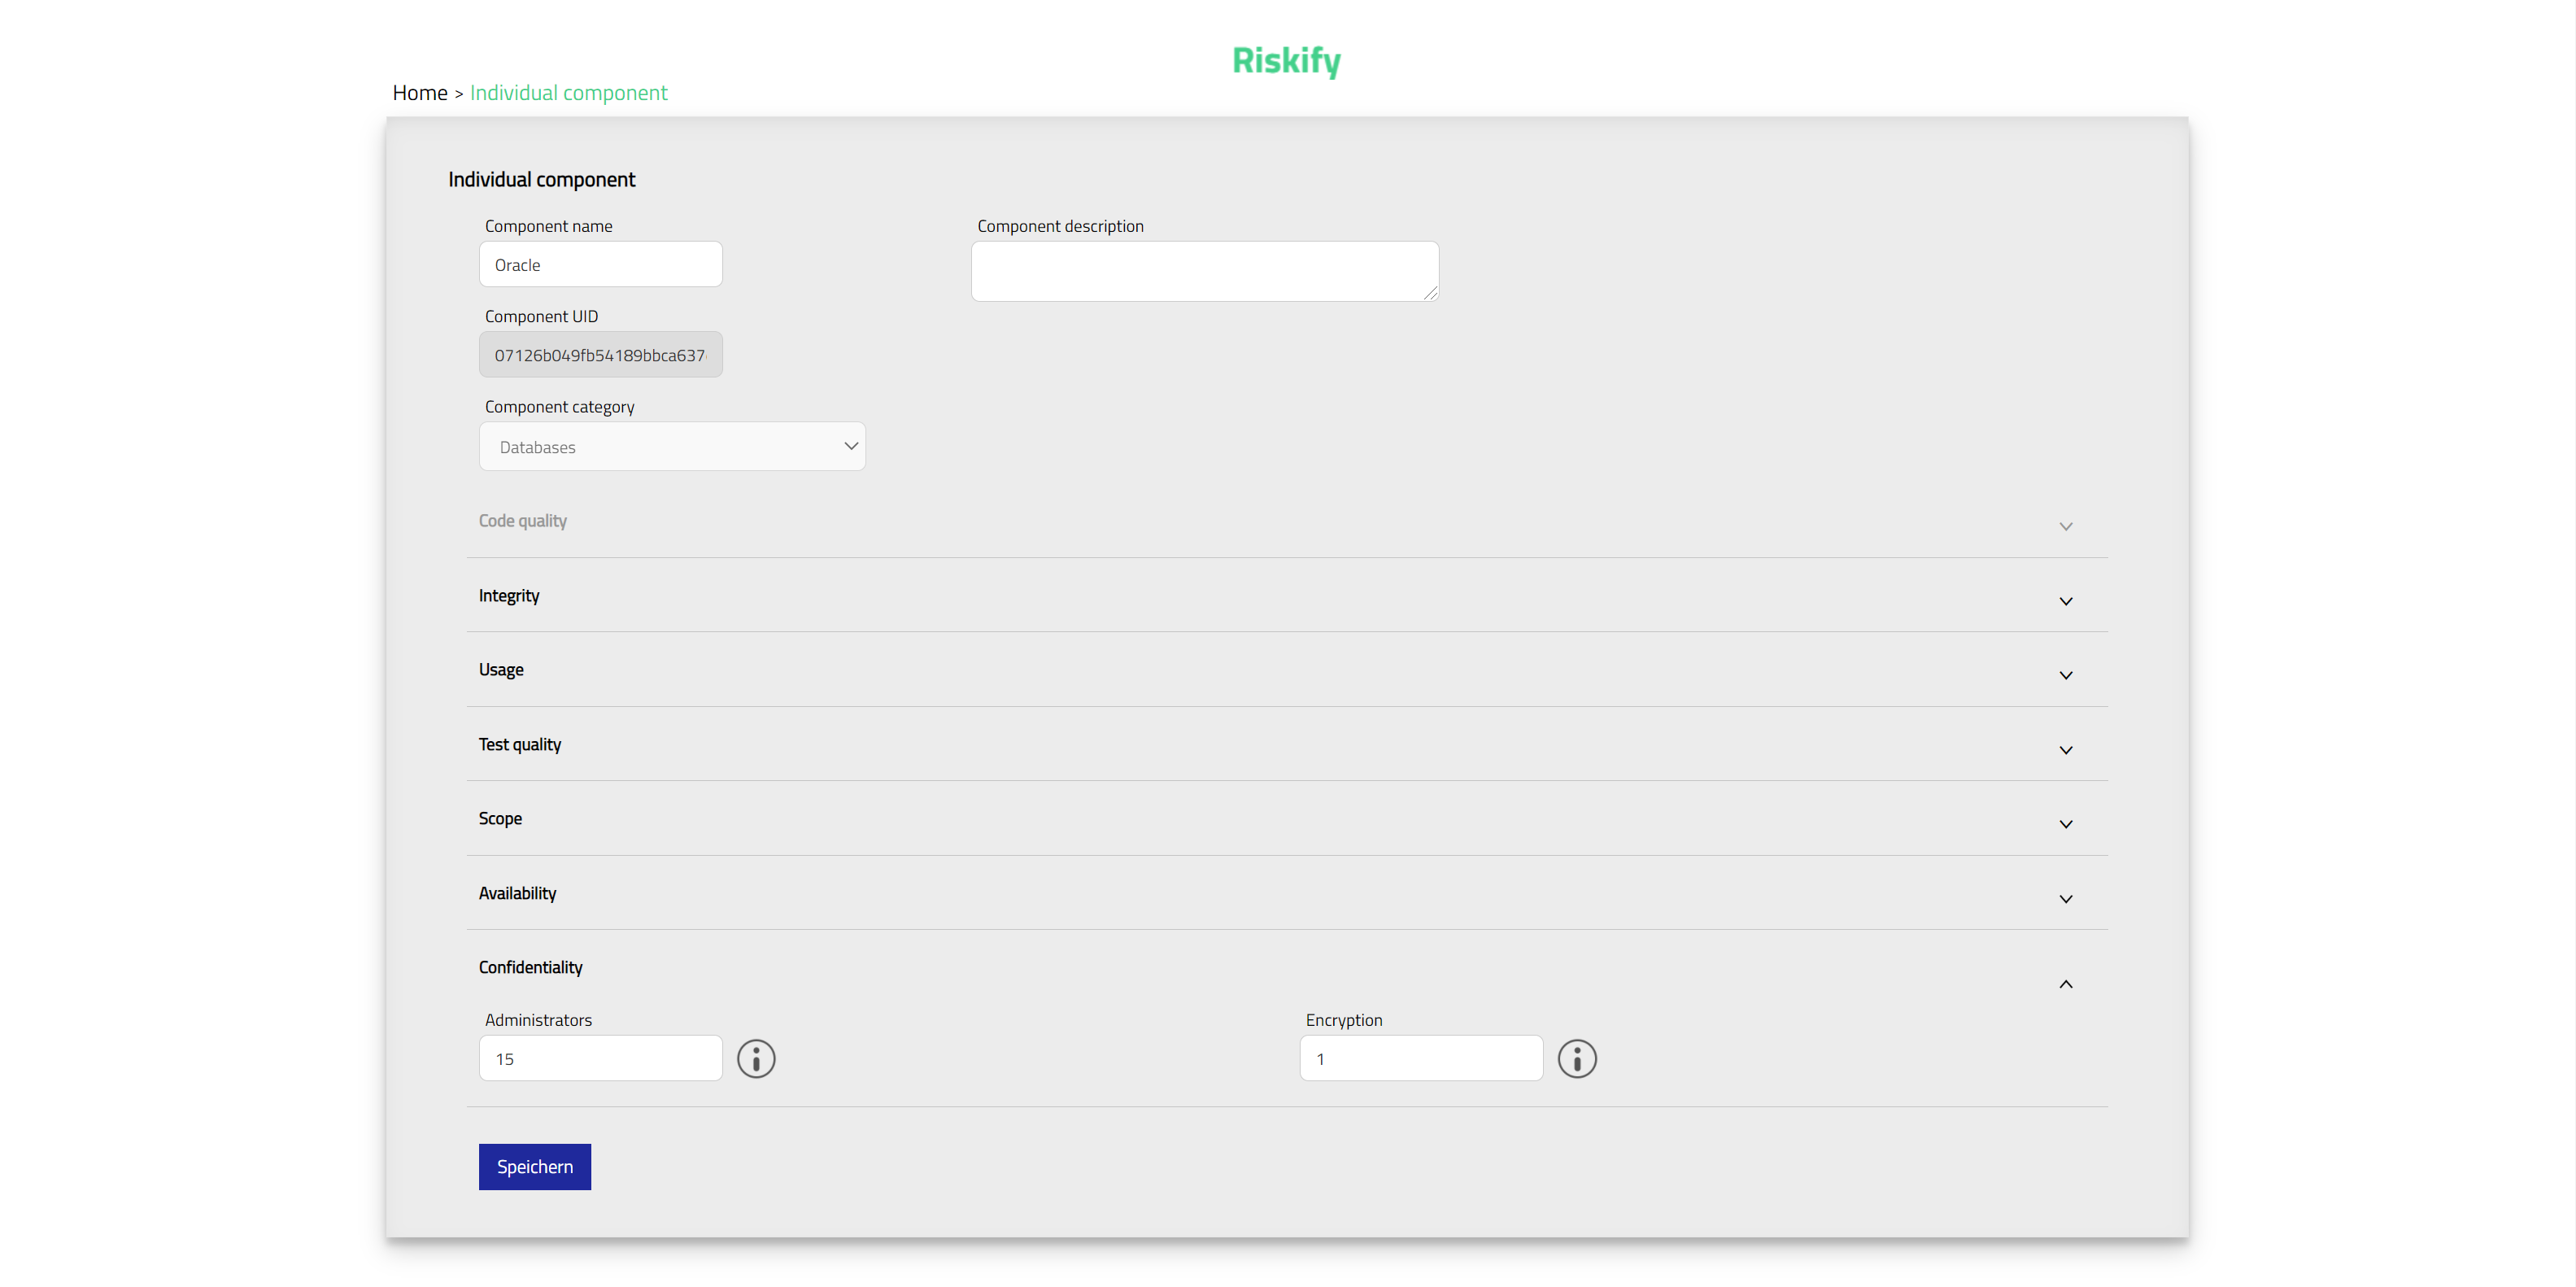 Riskify
Home > Individual component
Individual component
Component name
Component description
Oracle
Component UID
07126b049fb54189bbca637
Component category
Databases
Code quality
Integrity
Usage
Test quality
Scope
Availability
Confidentiality
Administrators
Encryption
15
1
Speichern